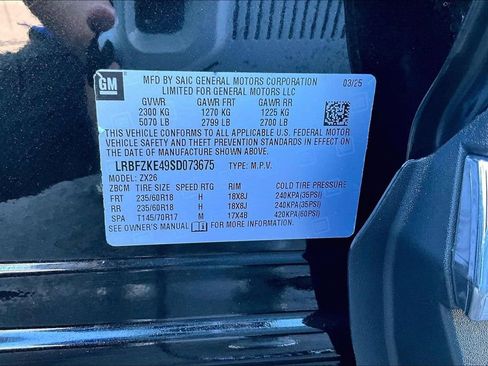 GM
MFD BY SAIC GENERAL MOTORS CORPORATION 03/25
LIMITED FOR GENERAL MOTORS LLC
GVWR GAWR FRT GAWR RR
2300 KG 1270 KG 1225 KG
5070 LB 2799 LB 2700 LB
THIS VEHICLE CONFORMS TO ALL APPLICABLE U.S. FEDERAL MOTOR
VEHICLE SAFETY, BUMPER, AND THEFT PREVENTION STANDARDS
IN EFFECT ON THE DATE OF MANUFACTURE SHOWN ABOVE.
LRBFZKE49SD073675 TYPE: M.P.V.
MODEL: ZX26
ZBCM TIRE SIZE SPEED RTG RIM COLD TIRE PRESSURE
FRT 235/60R18 H 18X8J 240KPA(35PSI)
RR 235/60R18 H 18X8J 240KPA(35PSI)
SPA T145/70R17 M 17X4B 420KPA(60PSI)
SEE OWNER'S MANUAL FOR MORE INFORMATION.